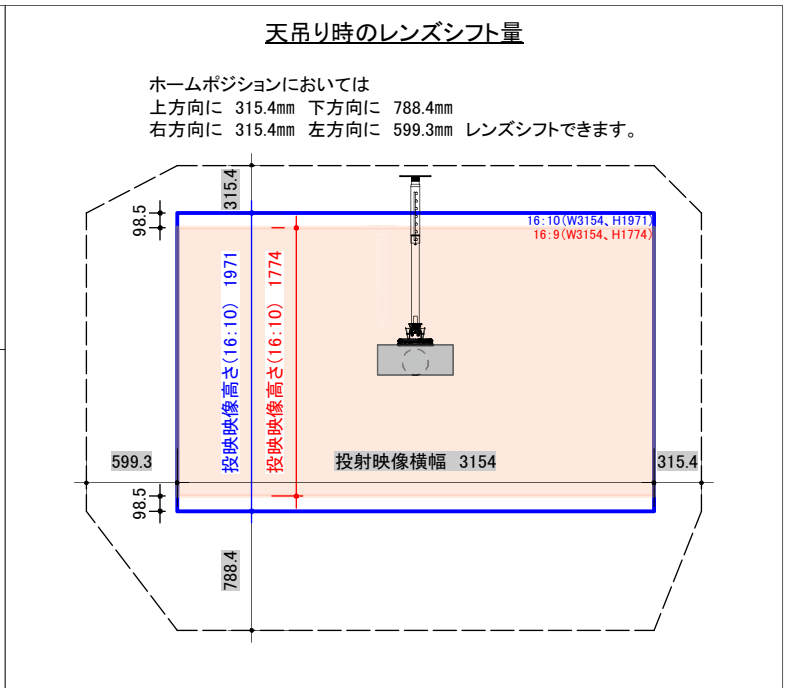 天吊り時のレンズシフト量
ホームポジションにおいては
上方向に 315.4mm 下方向に 788.4mm
右方向に 315.4mm 左方向に 599.3mm レンズシフトできます。
315.4
98.5
16:10(W3154、H1971)
16:9(W3154、H1774)
投映映像高さ(16:10) 1971
投映映像高さ(16:10) 1774
599.3
投射映像横幅 3154
315.4
98.5
788.4